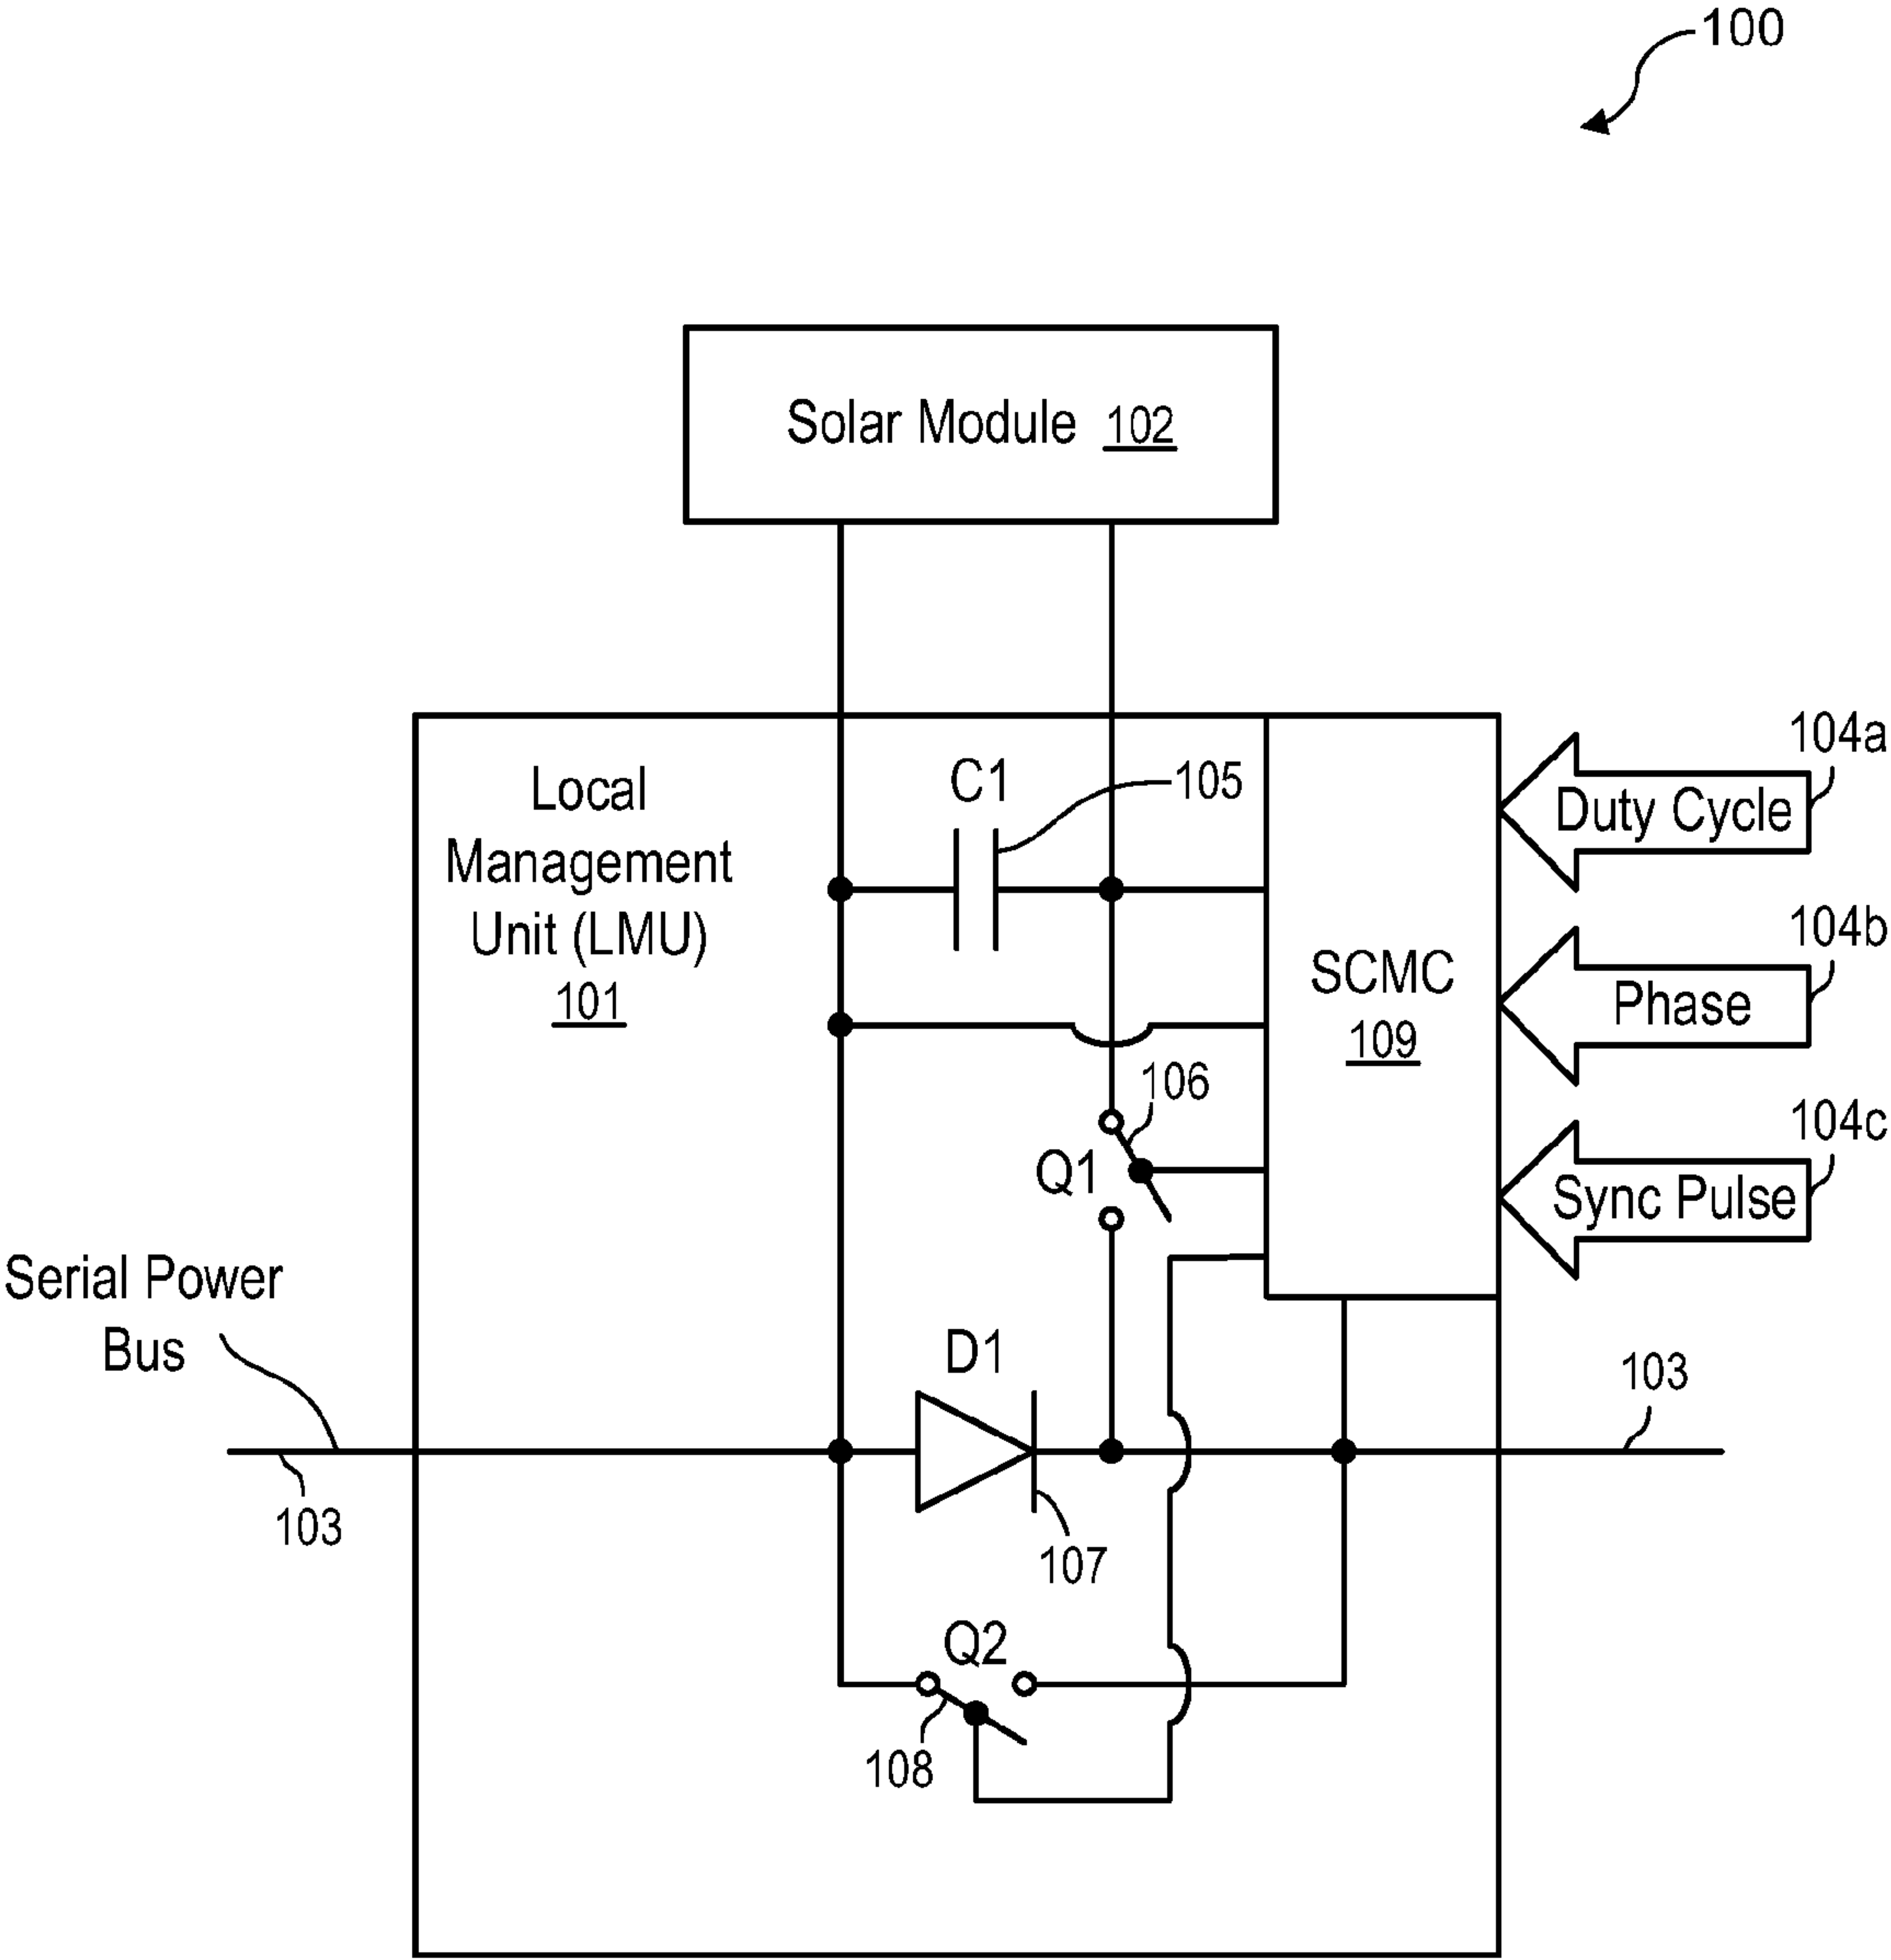 100
Solar Module 102
Local
Management
Unit (LMU)
101
C1
105
SCMC
109
Duty Cycle
104a
Phase
104b
Sync Pulse
104c
106
Q1
Serial Power
Bus
103
D1
107
103
Q2
108